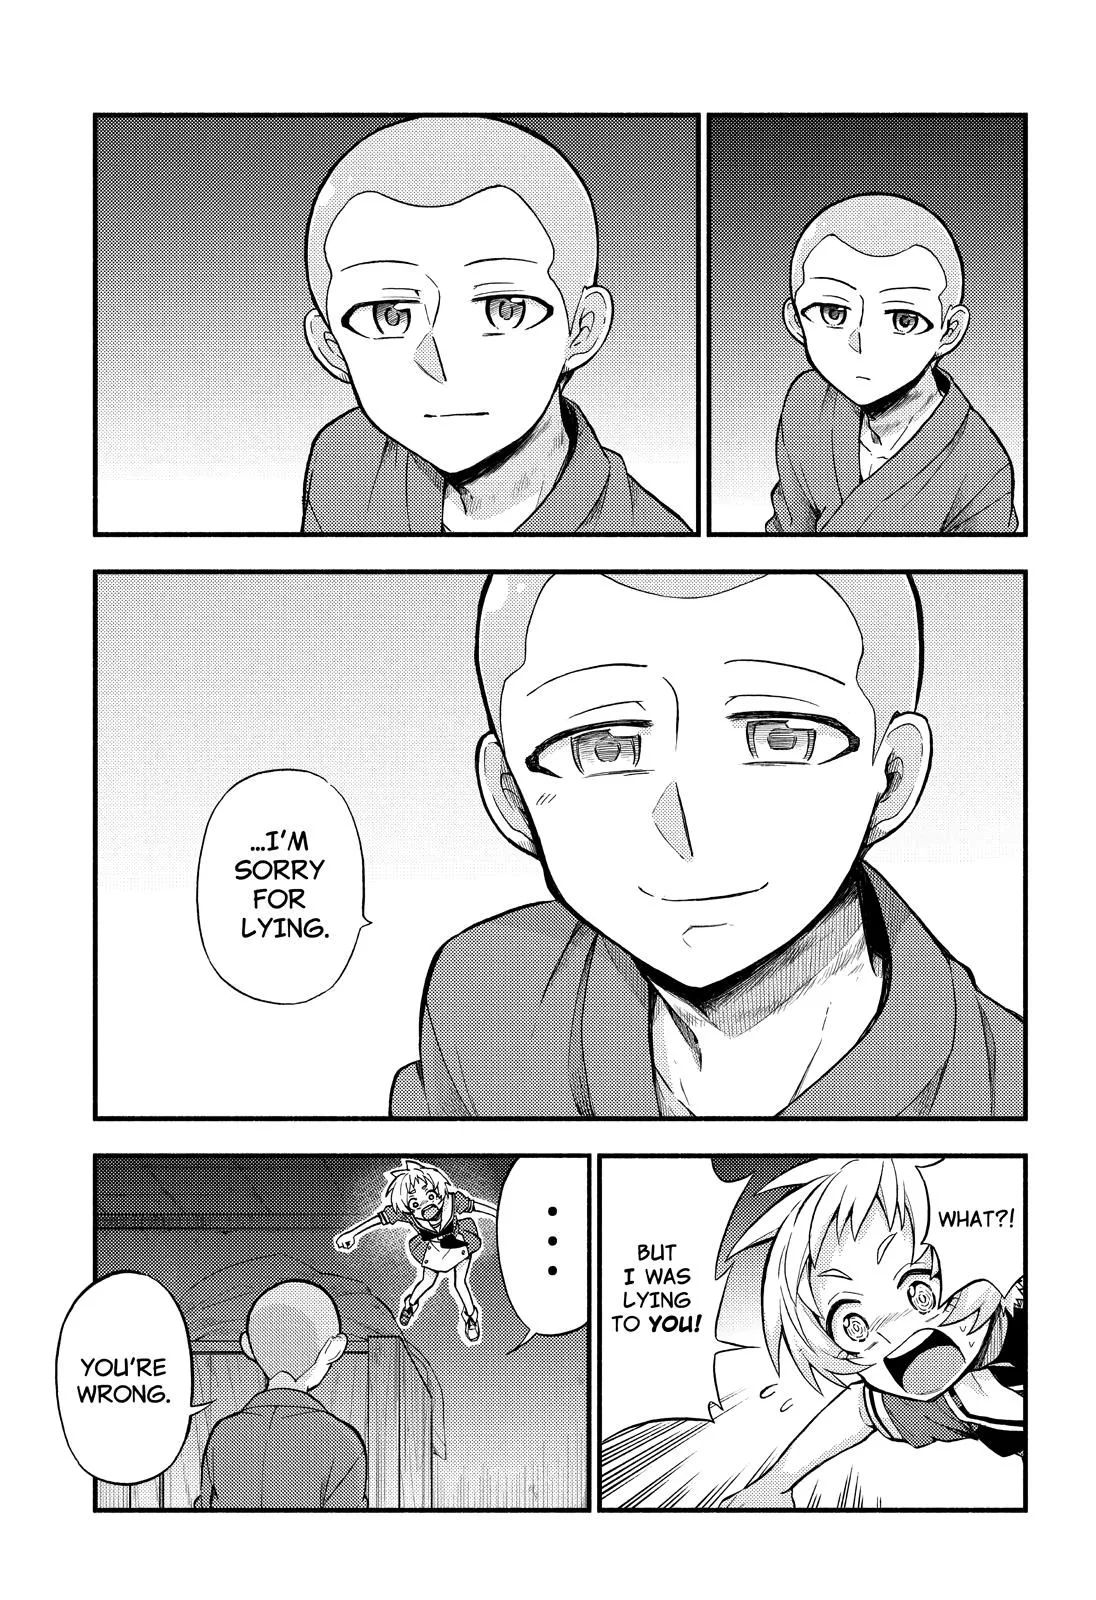 ...I'M
SORRY
FOR
LYING.
WHAT?!
BUT
I WAS
LYING
TO YOU!
...
YOU'RE
WRONG.